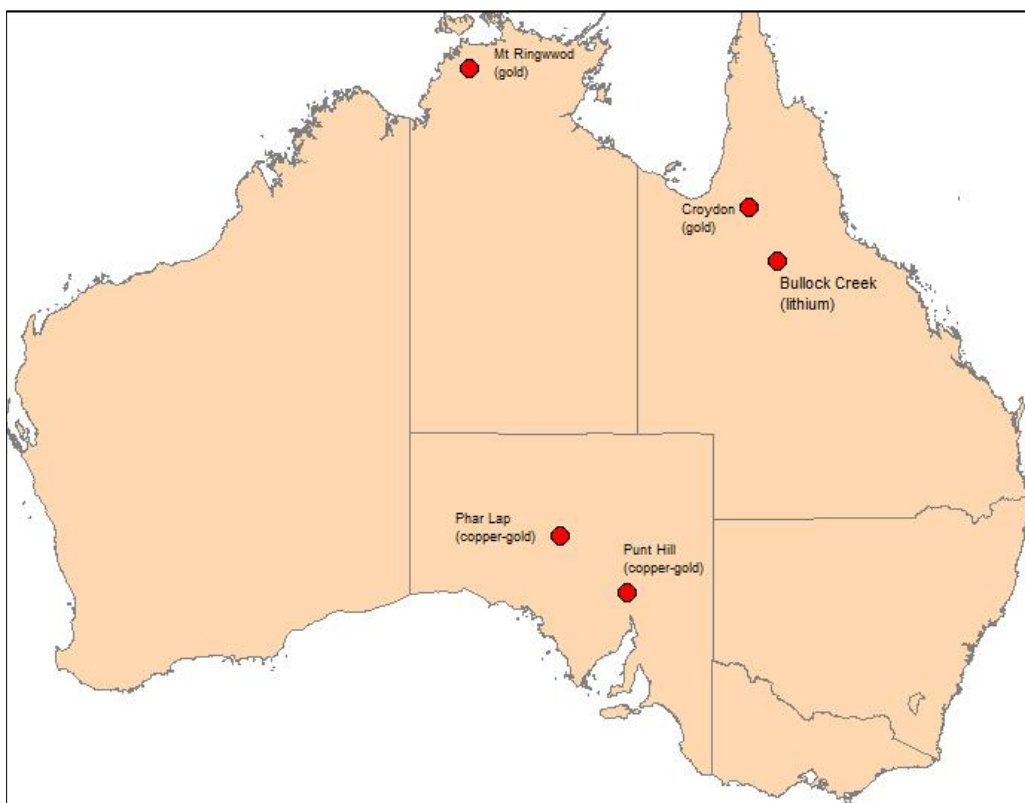 Mt Ringwwod
(gold)
Croydon
(gold)
Bullock Creek
(lithium)
Phar Lap
(copper-gold)
Punt Hill
(copper-gold)